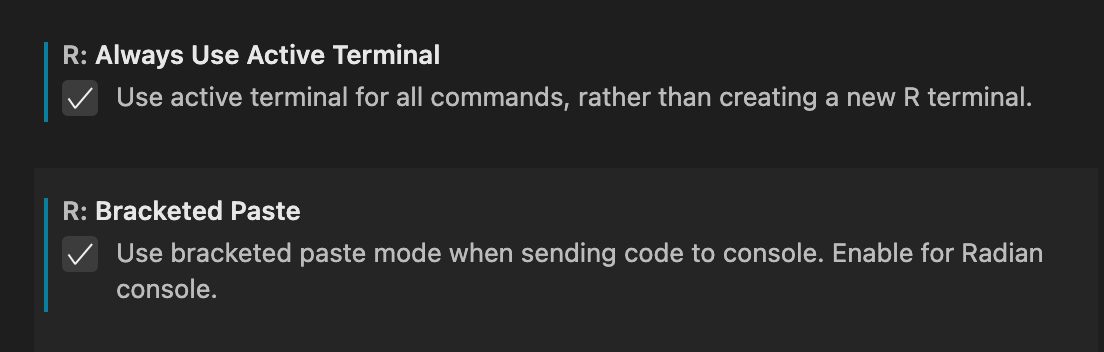 R: Always Use Active Terminal
Use active terminal for all commands, rather than creating a new R terminal.
R: Bracketed Paste
Use bracketed paste mode when sending code to console. Enable for Radian
console.